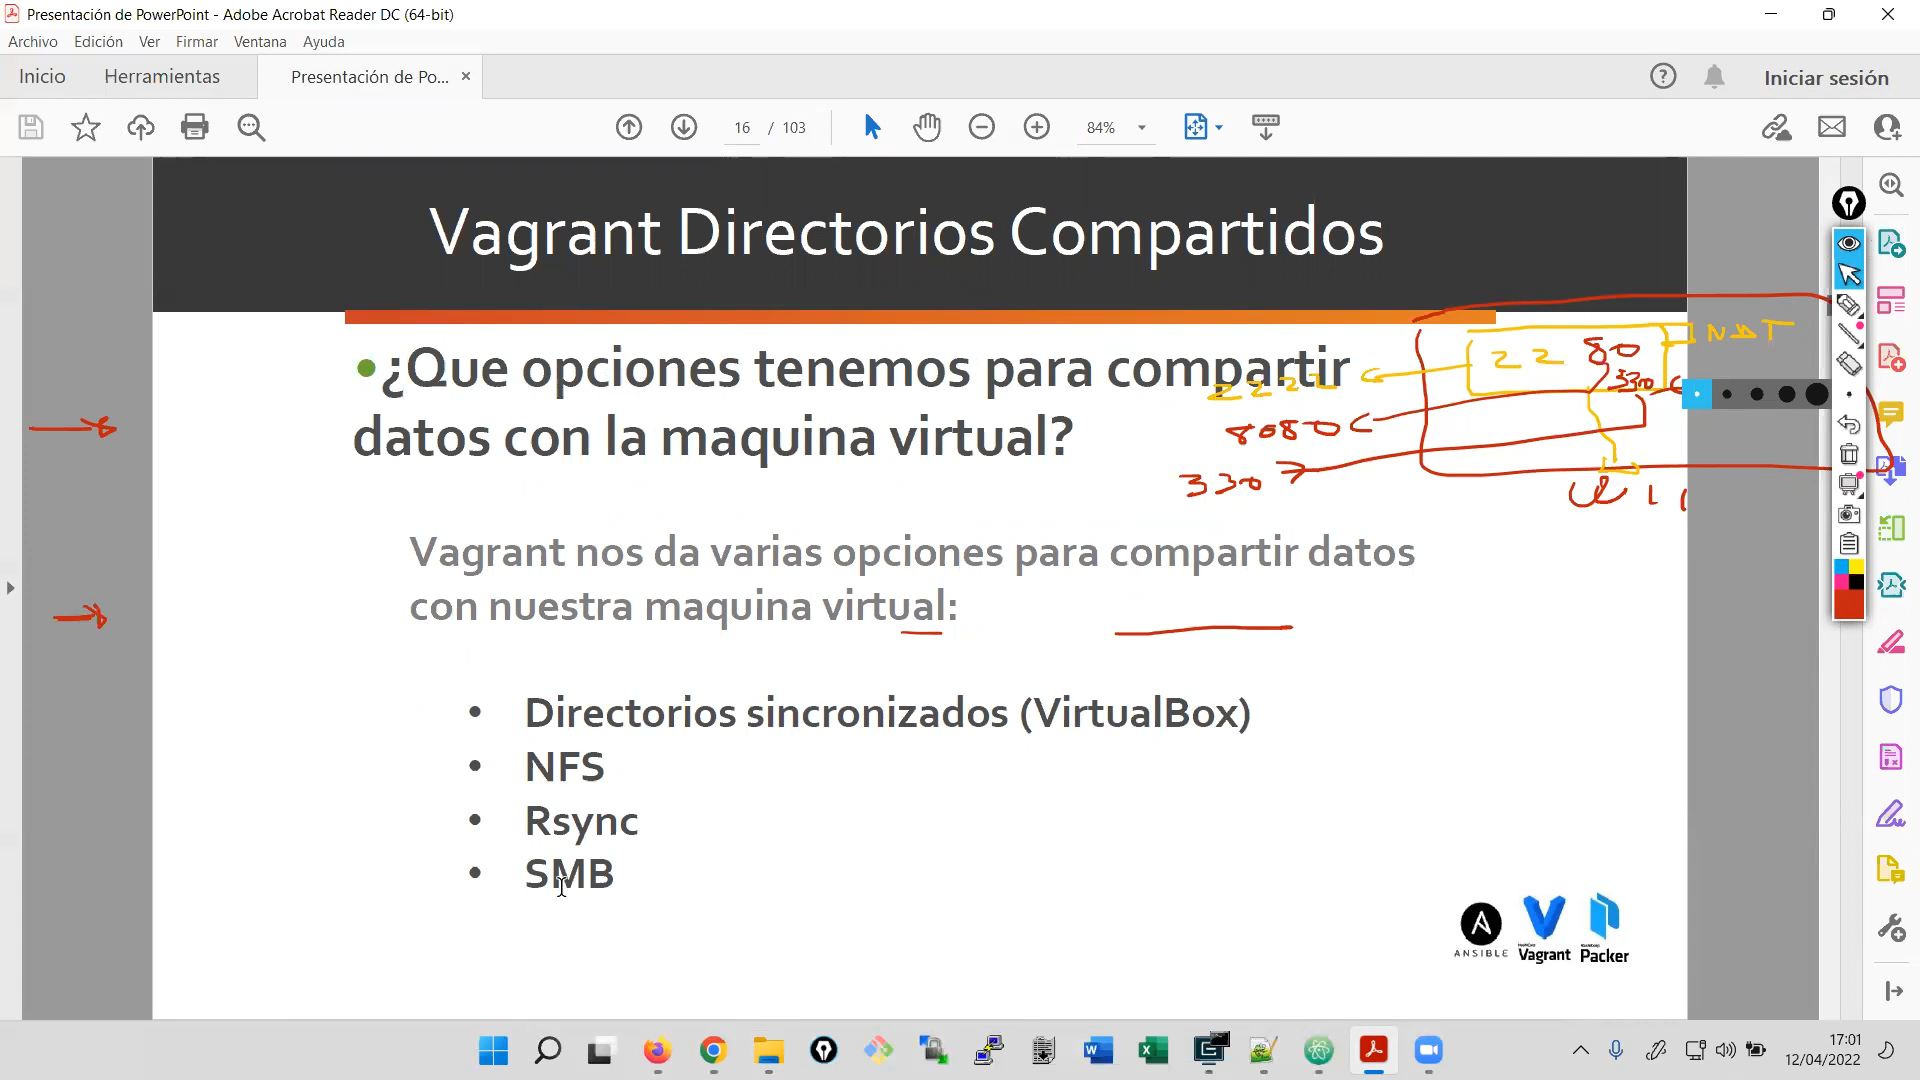 Presentación de PowerPoint - Adobe Acrobat Reader DC (64-bit)
Archivo Edición Ver Firmar Ventana Ayuda
Inicio Herramientas Presentación de Po... × Iniciar sesión
16 / 103 84%
Vagrant Directorios Compartidos
•¿Que opciones tenemos para compartir
datos con la maquina virtual?
NAT
22 80
2222
330
8080
330
Vagrant nos da varias opciones para compartir datos
con nuestra maquina virtual:
• Directorios sincronizados (VirtualBox)
• NFS
• Rsync
• SMB
ANSIBLE
HashiCorp
Vagrant
HashiCorp
Packer
17:01
12/04/2022